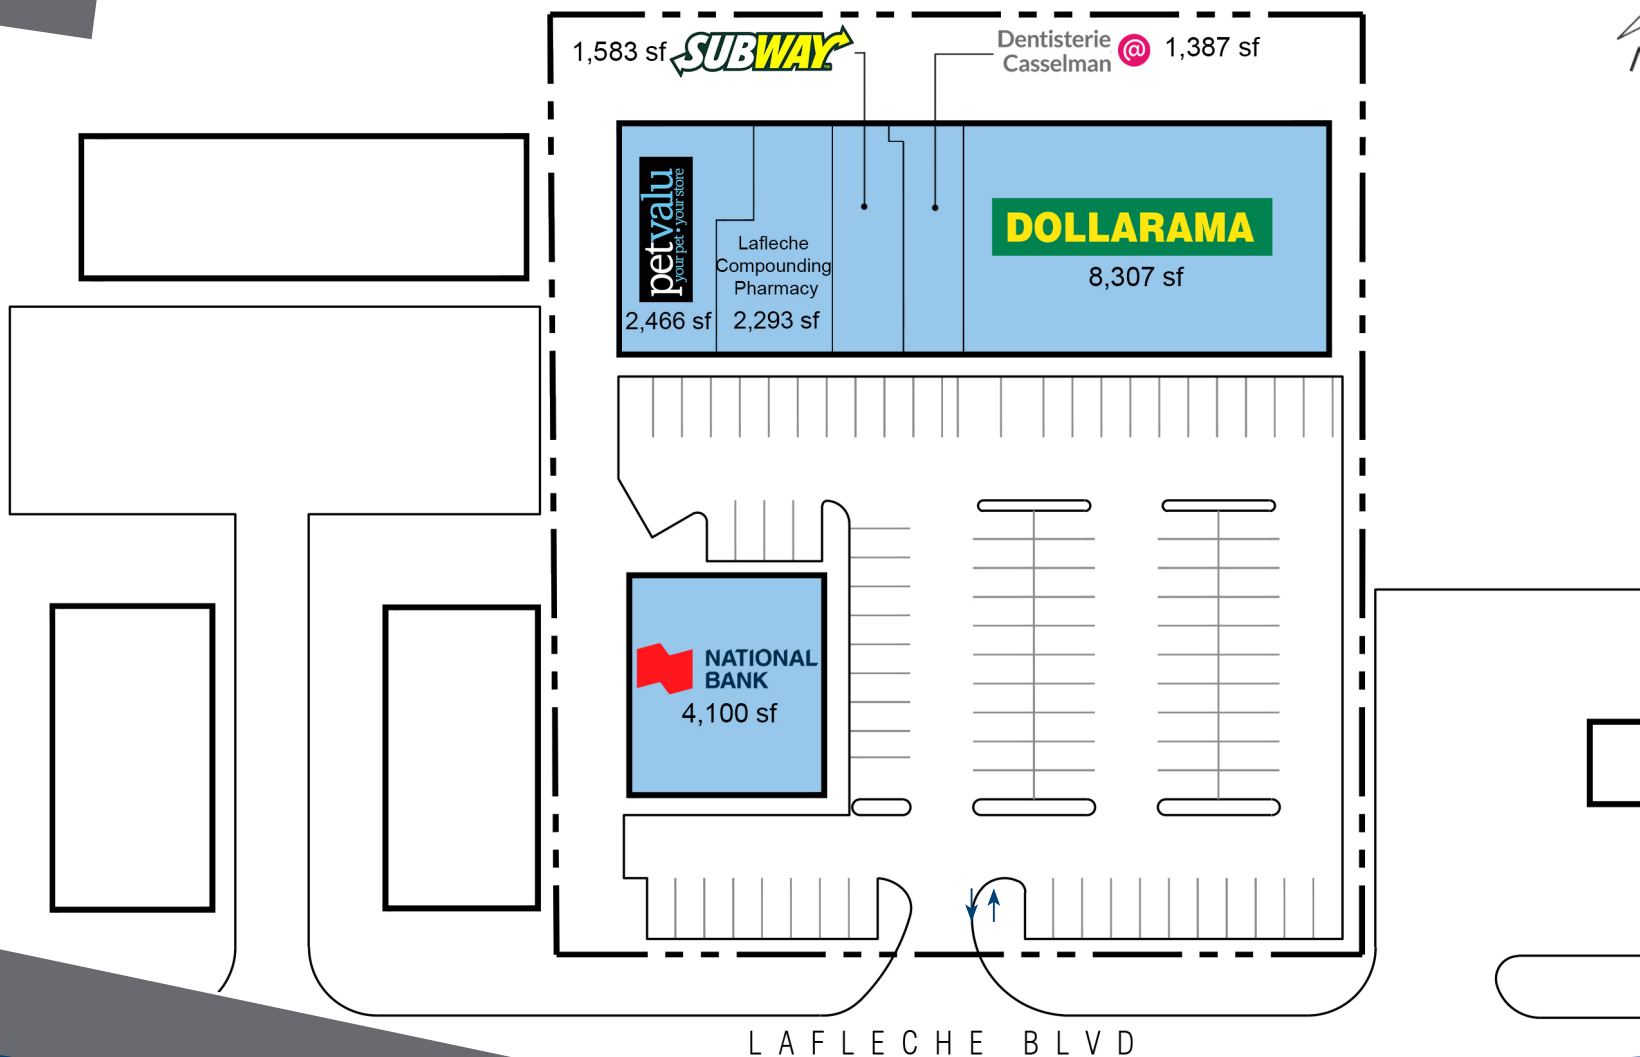 1,583 sf
SUBWAY
Dentisterie
Casselman
@
1,387 sf
petvalu
your pet • your store
2,466 sf
Lafleche
Compounding
Pharmacy
2,293 sf
DOLLARAMA
8,307 sf
NATIONAL
BANK
4,100 sf
LAFLECHE BLVD